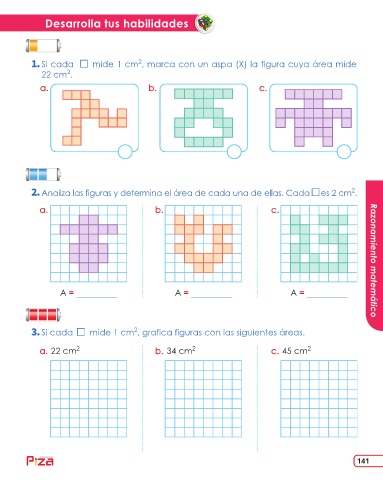 Desarrolla tus habilidades
1. Si cada □ mide 1 cm², marca con un aspa (X) la figura cuya área mide
22 cm².
a.
b.
c.
2. Analiza las figuras y determina el área de cada una de ellas. Cada □ es 2 cm².
a.
b.
c.
A = ________
A = ________
A = ________
3. Si cada □ mide 1 cm², grafica figuras con las siguientes áreas.
a. 22 cm²
b. 34 cm²
c. 45 cm²
Razonamiento matemático
Piza
141